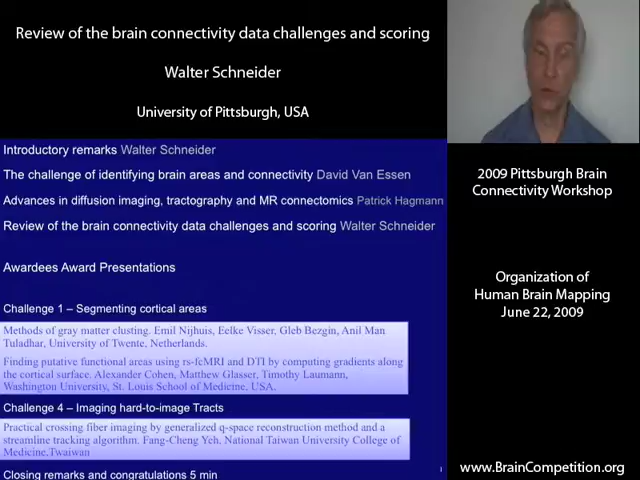 Review of the brain connectivity data challenges and scoring
Walter Schneider
University of Pittsburgh, USA
Introductory remarks Walter Schneider
The challenge of identifying brain areas and connectivity David Van Essen
Advances in diffusion imaging, tractography and MR connectomics Patrick Hagmann
Review of the brain connectivity data challenges and scoring Walter Schneider
Awardees Award Presentations
Challenge 1 – Segmenting cortical areas
Methods of gray matter clusting. Emil Nijhuis, Eelke Visser, Gleb Bezgin, Anil Man
Tuladhar, University of Twente, Netherlands.
Finding putative functional areas using rs-fcMRI and DTI by computing gradients along
the cortical surface. Alexander Cohen, Matthew Glasser, Timothy Laumann,
Washington University, St. Louis School of Medicine, USA.
Challenge 4 – Imaging hard-to-image Tracts
Practical crossing fiber imaging by generalized q-space reconstruction method and a
streamline tracking algorithm. Fang-Cheng Yeh, National Taiwan University College of
Medicine,Twaiwan
Closing remarks and congratulations 5 min
2009 Pittsburgh Brain
Connectivity Workshop
Organization of
Human Brain Mapping
June 22, 2009
www.BrainCompetition.org